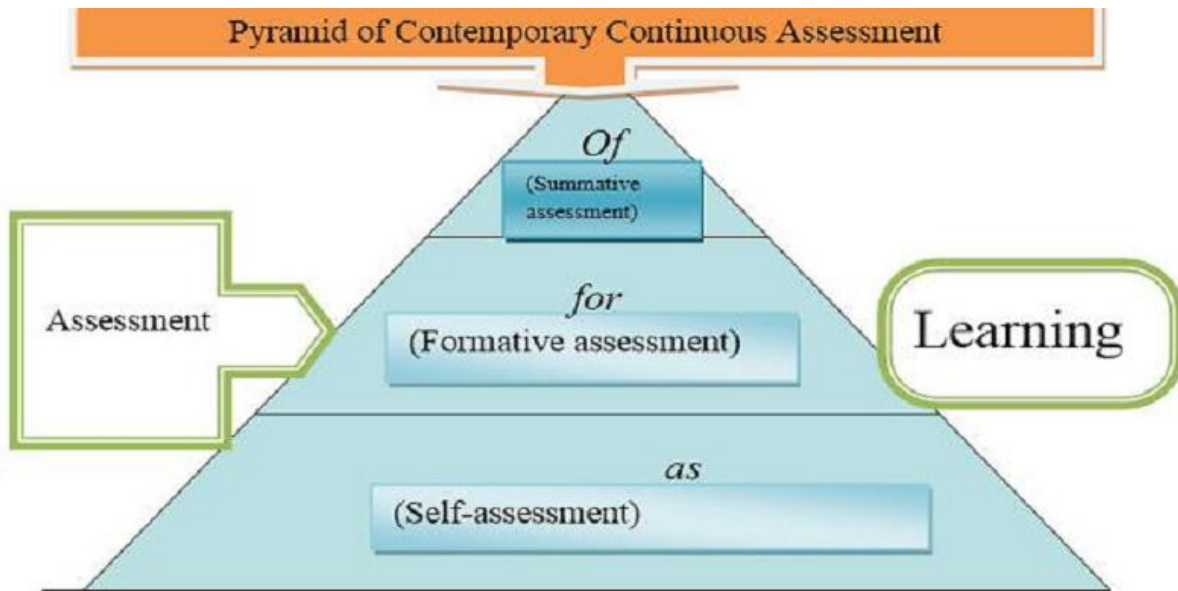 Pyramid of Contemporary Continuous Assessment
Of
(Summative
assessment)
Assessment
for
(Formative assessment)
Learning
as
(Self-assessment)